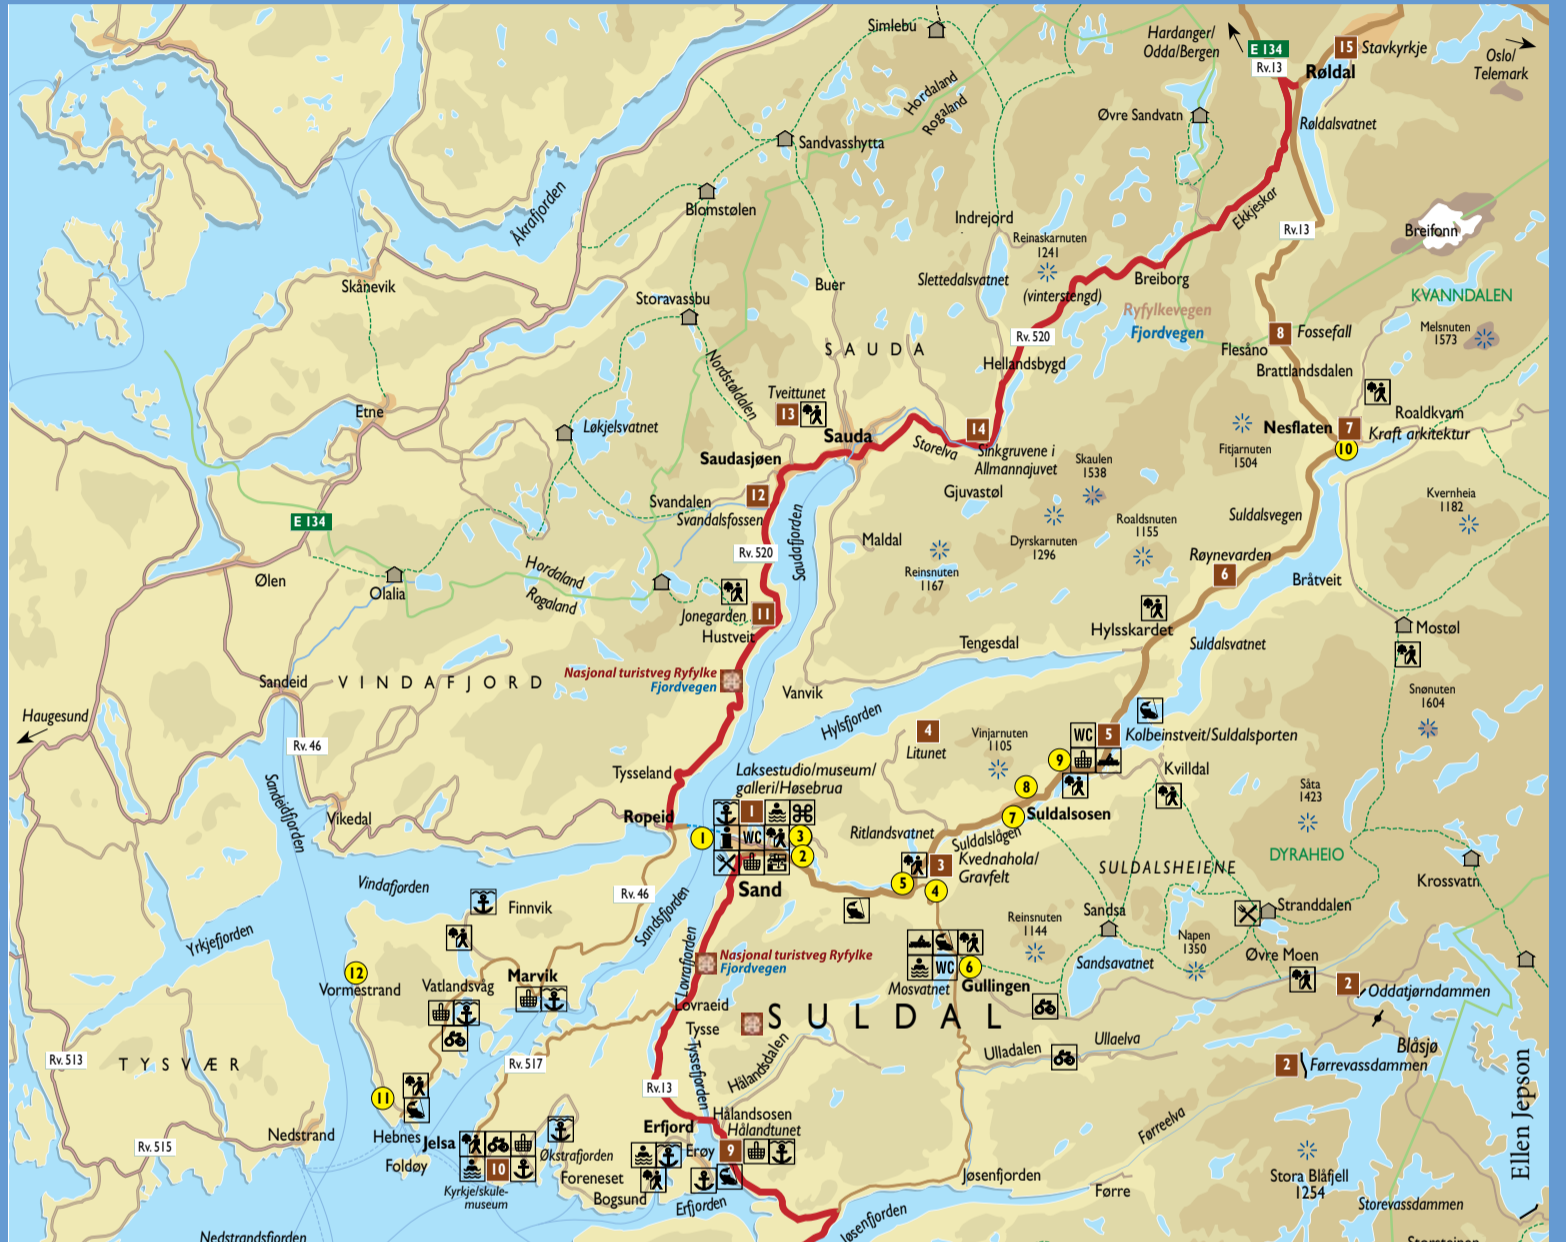 Simlebu
Hardanger/
Odda/Bergen
E 134
Rv.13
15
Stavkyrkje
Røldal
Oslo/
Telemark
Hordaland
Rogaland
Øvre Sandvatn
Røldalsvatnet
Sandvasshytta
Åkrafjorden
Blomstølen
Indrejord
Ekkjeskar
Rv.13
Breifonn
Reinaskarnuten
1241
Skånevik
Buer
Slettedalsvatnet
(vinterstengd)
Breiborg
Storavassbu
KVANNDALEN
Ryfylkevegen
Fjordvegen
Melsnuten
1573
8
Fossefall
Rv. 520
Flesåno
SAUDA
Hellandsbygd
Brattlandsdalen
Nordstøldalen
Tveittunet
13
Etne
Løkjelsvatnet
Sauda
14
Storelva
Sinkgruvene i
Allmannajuvet
Roaldkvam
Nesflaten
7
Kraft arkitektur
10
Fitjarnuten
1504
Saudasjøen
Skaulen
1538
12
Svandalen
Svandalsfossen
Gjuvastøl
Kvernheia
1182
E 134
Saudafjorden
Suldalsvegen
Roaldsnuten
1155
Maldal
Dyrskarnuten
1296
Rv. 520
Røynevarden
Reinsnuten
1167
Hordaland
Rogaland
Ølen
Olalia
6
Bråtveit
Jonegarden
11
Hustveit
Hylsskardet
Mostøl
Tengesdal
Suldalsvatnet
Nasjonal turistveg Ryfylke
Fjordvegen
Sandeid
VINDAFJORD
Vanvik
Snønuten
1604
Haugesund
Hylsfjorden
4
Litunet
Vinjarnuten
1105
WC
5
Kolbeinstveit/Suldalsporten
Rv. 46
9
Tysseland
Laksestudio/museum/
galleri/Høsebrua
Kvilldal
8
Sandeidfjorden
Såta
1423
Ropeid
1
7
Suldalsosen
Vikedal
1
WC
3
2
Ritlandsvatnet
Suldalslågen
Vindafjorden
3
Kvednahola/
Gravfelt
SULDALSHEIENE
DYRAHEIO
Krossvatn
5
4
Rv. 46
Sand
Finnvik
Sandsfjorden
Sandsa
Stranddalen
Yrkjefjorden
Lovrafjorden
Reinsnuten
1144
Napen
1350
Øvre Moen
Nasjonal turistveg Ryfylke
Fjordvegen
WC
6
Mosvatnet
Gullingen
Sandsavatnet
12
Vormestrand
Vatlandsvåg
Marvik
2
Oddatjørndammen
Lovraeid
Tysse
SULDAL
Tyssefjorden
Hålandsdalen
Ulladalen
Ullaelva
Blåsjø
2
Førrevassdammen
Rv. 513
TYSVÆR
Rv. 517
Rv.13
11
Hebnes
Jelsa
Nedstrand
Foldøy
Rv. 515
10
Kyrkje/skule-
museum
Økstrafjorden
Foreneset
Bogsund
Hålandsosen
Hålandtunet
Erfjord
Erøy
9
Erfjorden
Førreelva
Jøsenfjorden
Førre
Stora Blåfjell
1254
Storevassdammen
Ellen Jepson
Nedstrandsfjorden
Jøsenfjorden